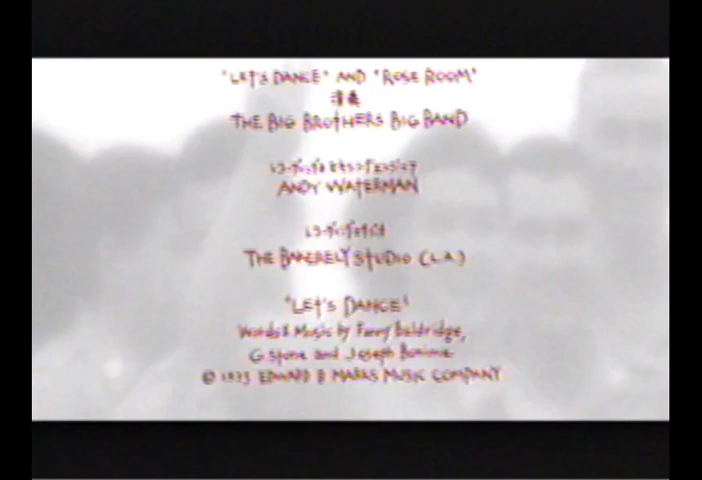 "LET'S DANCE" AND "ROSE ROOM"
演奏
THE BIG BROTHERS BIG BAND
ANDY WATERMAN
THE BAKERELY STUDIO (L.A.)
"LET'S DANCE"
Words & Music by Fanny Baldridge,
G. Stone and Joseph Bonime
© 1935 EDWARD B MARKS MUSIC COMPANY